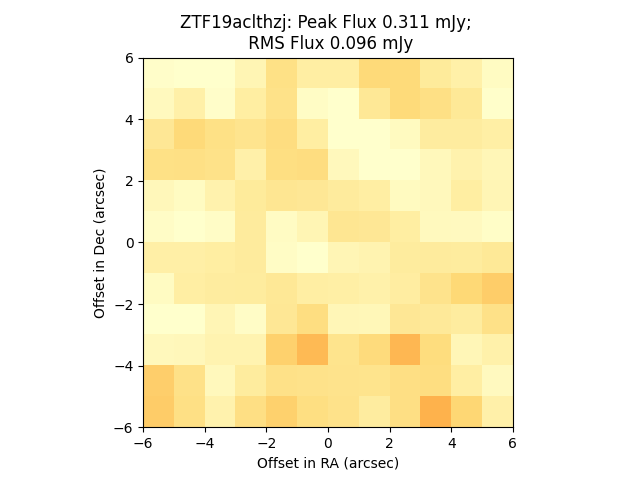 ZTF19aclthzj: Peak Flux 0.311 mJy;
RMS Flux 0.096 mJy
6
4
2
0
−2
−4
−6
Offset in Dec (arcsec)
−6 −4 −2 0 2 4 6
Offset in RA (arcsec)